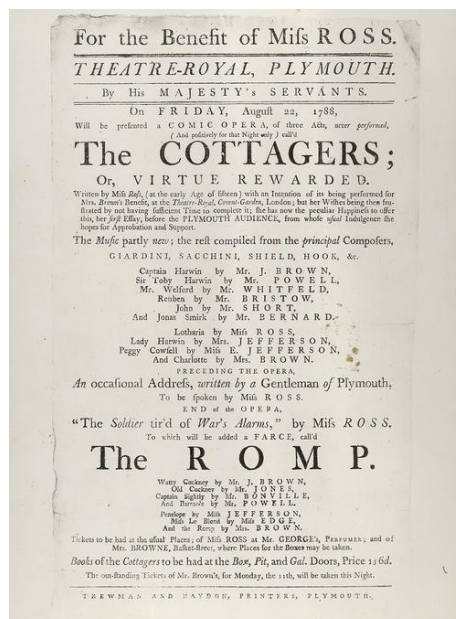 For the Benefit of Miſs ROSS.
THEATRE-ROYAL, PLYMOUTH.
By His MAJESTY's SERVANTS.
On FRIDAY, Auguſt 22, 1788,
Will be preſented a COMIC OPERA, of three Acts, never performed,
(And poſitively for that Night only) call'd
The COTTAGERS;
Or, VIRTUE REWARDED.
Written by Miſs Roſs, (at the early Age of fifteen) with an Intention of its being performed for
Mrs. Brown's Benefit, at the Theatre-Royal, Covent-Garden, London; but her Wiſhes being then fru-
ſtrated by not having ſufficient Time to complete it; ſhe has now the peculiar Happineſs to offer
this, her firſt Eſſay, before the PLYMOUTH AUDIENCE, from whoſe uſual Indulgence ſhe
hopes for Approbation and Support.
The Muſic partly new; the reſt compiled from the principal Compoſers,
GIARDINI, SACCHINI, SHIELD, HOOK, &c.
Captain Harwin by Mr. J. BROWN,
Sir Toby Harwin by Mr. POWELL,
Mr. Welford by Mr. WHITFELD,
Reuben by Mr. BRISTOW,
John by Mr. SHORT,
And Jonas Smirk by Mr. BERNARD.
Lotharia by Miſs ROSS,
Lady Harwin by Mrs. JEFFERSON,
Peggy Cowſell by Miſs E. JEFFERSON,
And Charlotte by Mrs. BROWN.
PRECEDING THE OPERA,
An occaſional Addreſs, written by a Gentleman of Plymouth,
To be ſpoken by Miſs ROSS.
END of the OPERA,
"The Soldier tir'd of War's Alarms," by Miſs ROSS.
To which will be added a FARCE, call'd
The ROMP.
Watty Cockney by Mr. J. BROWN,
Old Cockney by Mr. JONES,
Captain Sightly by Mr. BONVILLE,
And Barnacle by Mr. POWELL.
Penelope by Miſs JEFFERSON,
Miſs Le Blond by Miſs EDGE,
And the Romp by Mrs. BROWN.
Tickets to be had at the uſual Places; of Miſs ROSS at Mr. GEORGE's, PERFUMER; and of
Mrs. BROWNE, Baſket-ſtreet, where Places for the Boxes may be taken.
Books of the Cottagers to be had at the Box, Pit, and Gal. Doors, Price 1s6d.
The out-ſtanding Tickets of Mr. Brown's, for Monday, the 11th, will be taken this Night.
TREWMAN AND HAYDON, PRINTERS, PLYMOUTH.